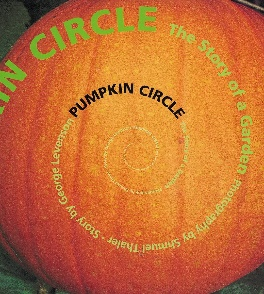 IN CIRCLE The Story of a Garden Photography by Shmuel Thaler Story by George Levenson
PUMPKIN CIRCLE